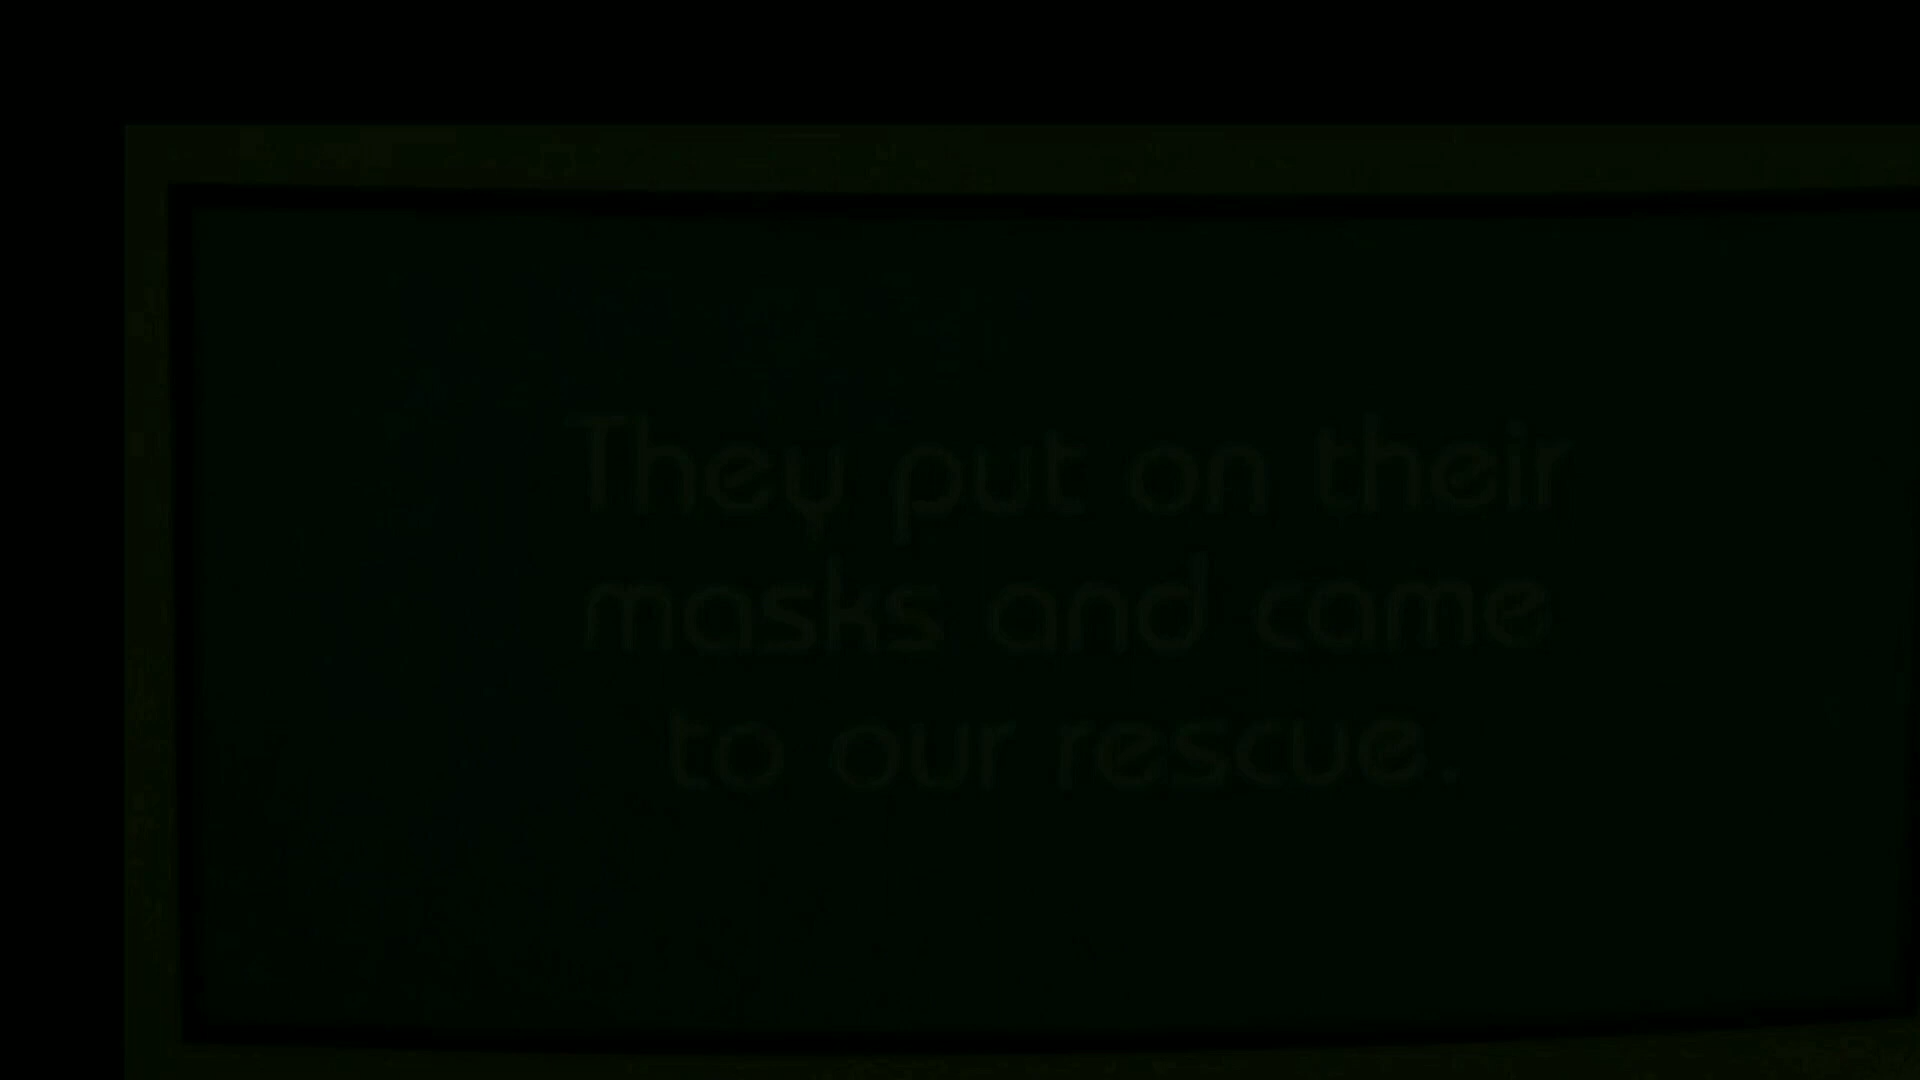 They put on their
masks and came
to our rescue.